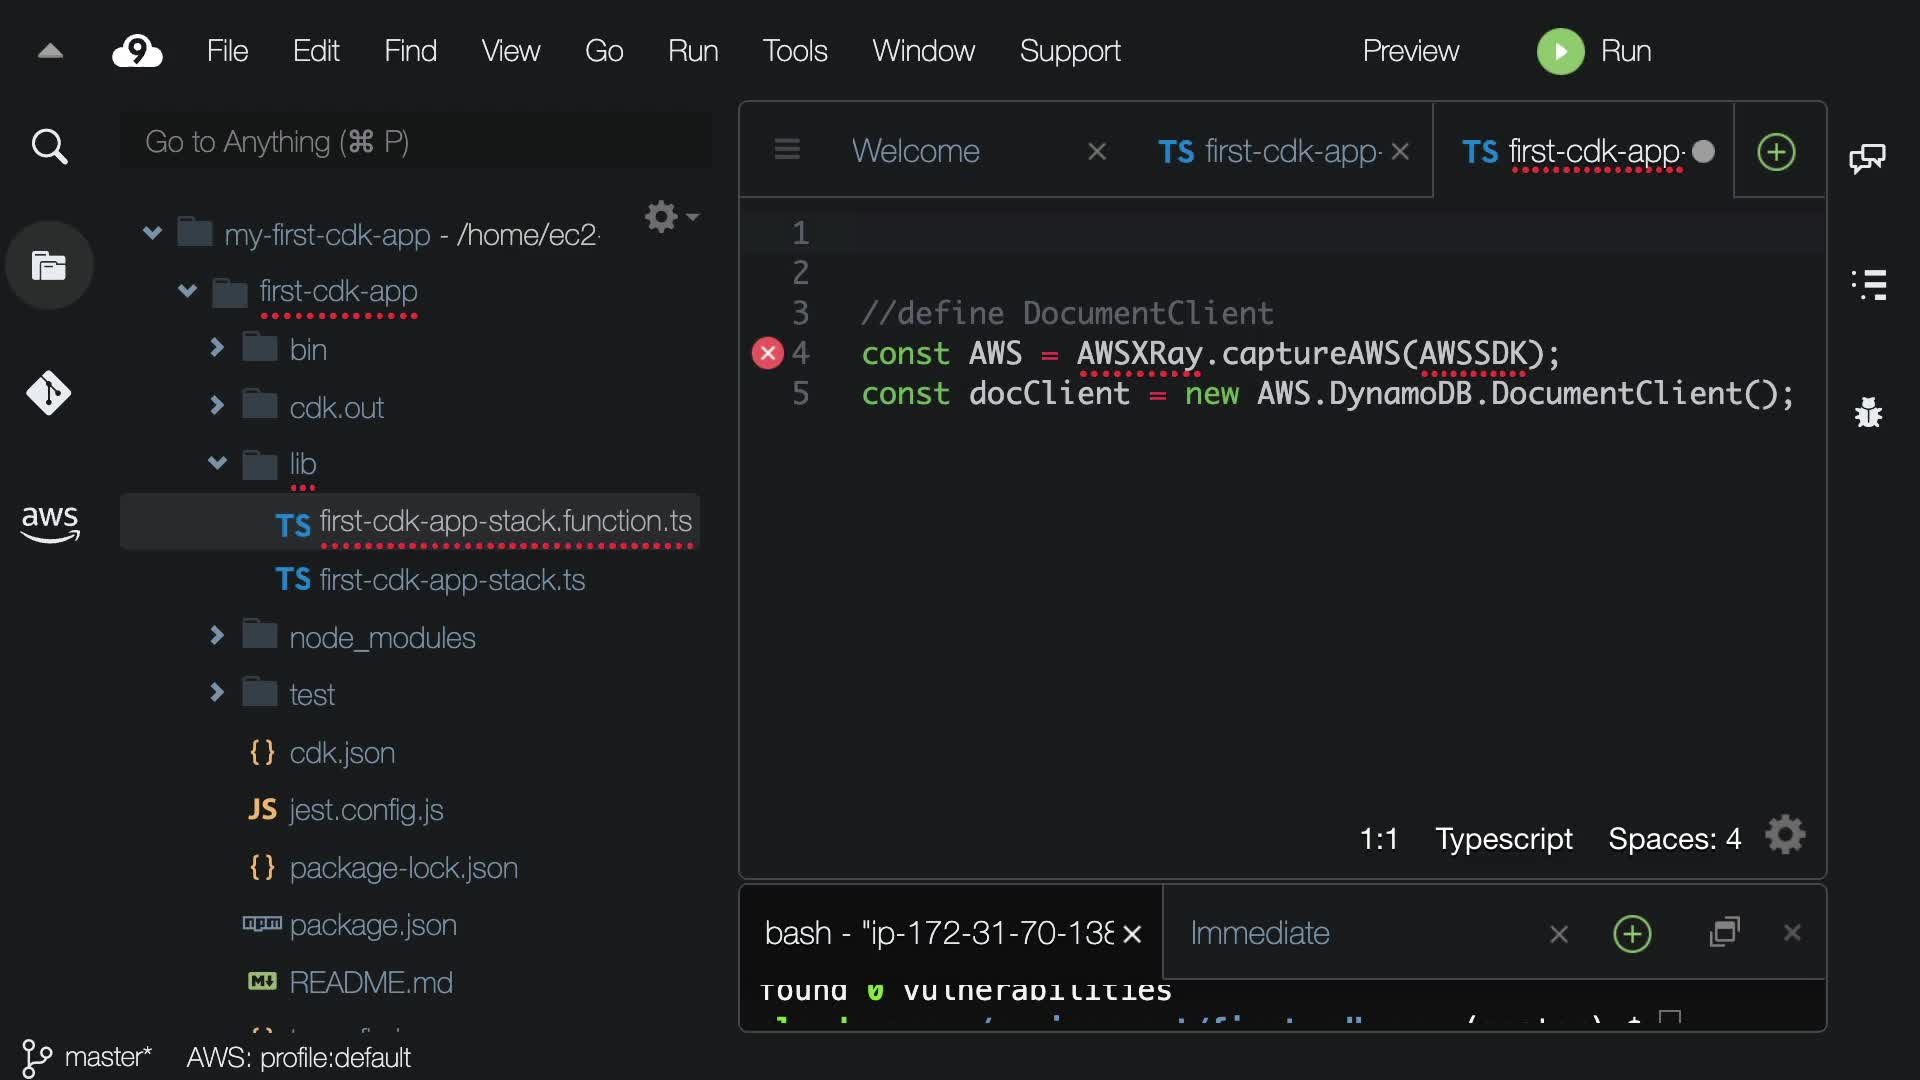 9 File Edit Find View Go Run Tools Window Support Preview Run
Go to Anything (⌘ P)
Welcome
TS first-cdk-app-
TS first-cdk-app-
my-first-cdk-app - /home/ec2-
first-cdk-app
bin
cdk.out
lib
TS first-cdk-app-stack.function.ts
TS first-cdk-app-stack.ts
node_modules
test
{} cdk.json
JS jest.config.js
{} package-lock.json
package.json
M README.md
aws
1
2
3 //define DocumentClient
4 const AWS = AWSXRay.captureAWS(AWSSDK);
5 const docClient = new AWS.DynamoDB.DocumentClient();
1:1 Typescript Spaces: 4
bash - "ip-172-31-70-138
Immediate
found 0 vulnerabilities
master* AWS: profile:default